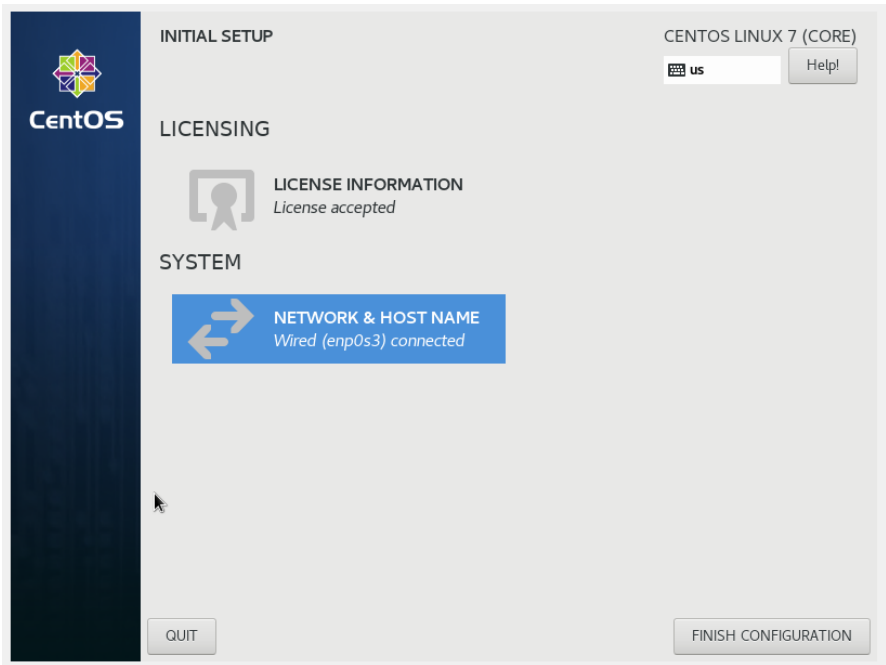 INITIAL SETUP
CENTOS LINUX 7 (CORE)
us
Help!
CentOS
LICENSING
LICENSE INFORMATION
License accepted
SYSTEM
NETWORK & HOST NAME
Wired (enp0s3) connected
QUIT
FINISH CONFIGURATION